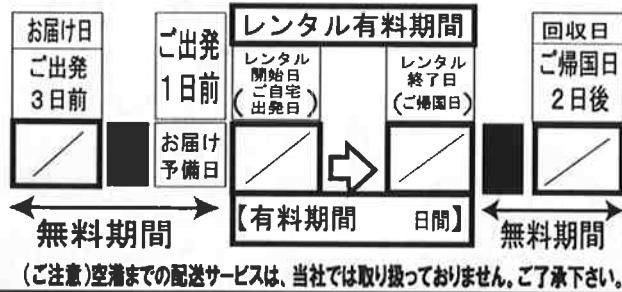 お届け日
ご出発
3日前
ご出発
1日前
お届け
予備日
レンタル有料期間
レンタル
開始日
(ご自宅
出発日)
レンタル
終了日
(ご帰国日)
回収日
ご帰国日
2日後
/
/
/
/
無料期間
【有料期間 日間】
無料期間
(ご注意)空港までの配送サービスは、当社では取り扱っておりません。ご了承下さい。